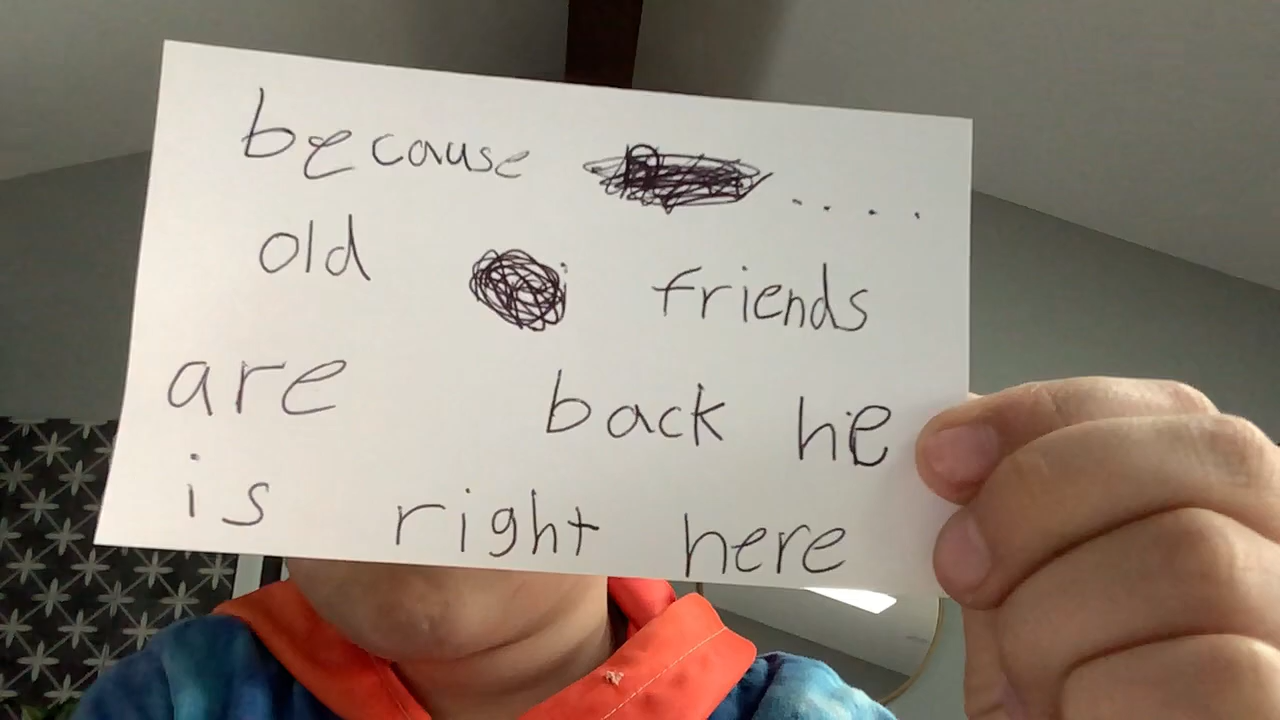 because ....
old friends
are back he
is right here